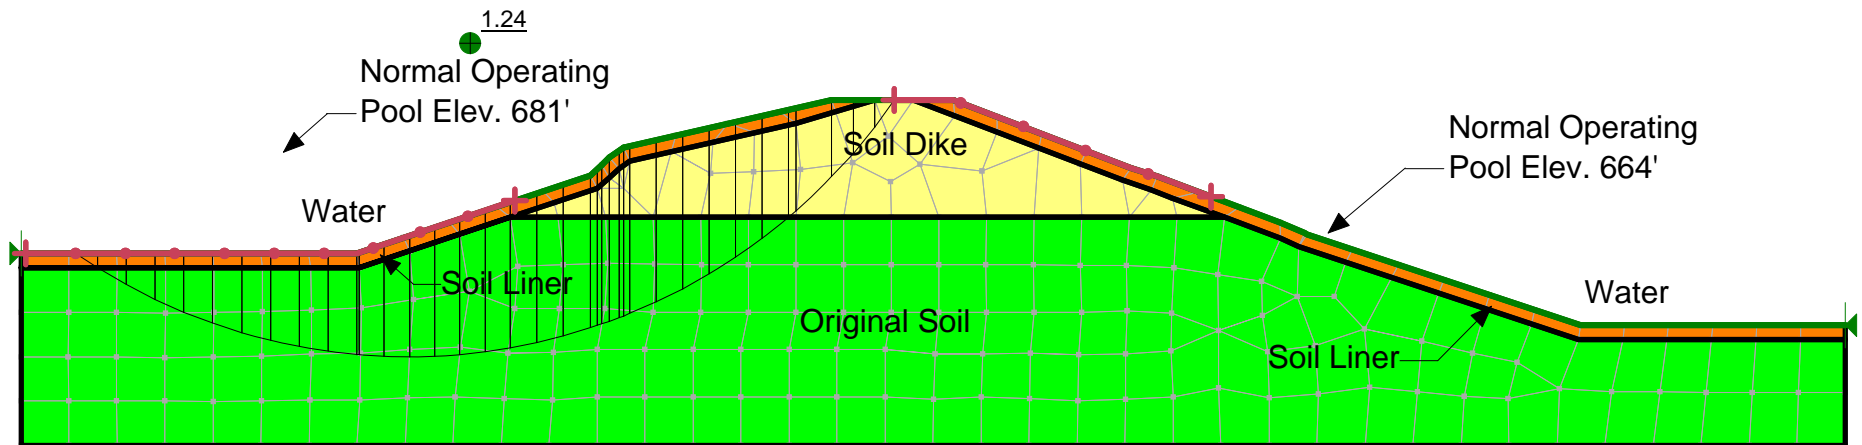 1.24
Normal Operating
Pool Elev. 681'
Normal Operating
Pool Elev. 664'
Soil Dike
Water
Soil Liner
Water
Original Soil
Soil Liner